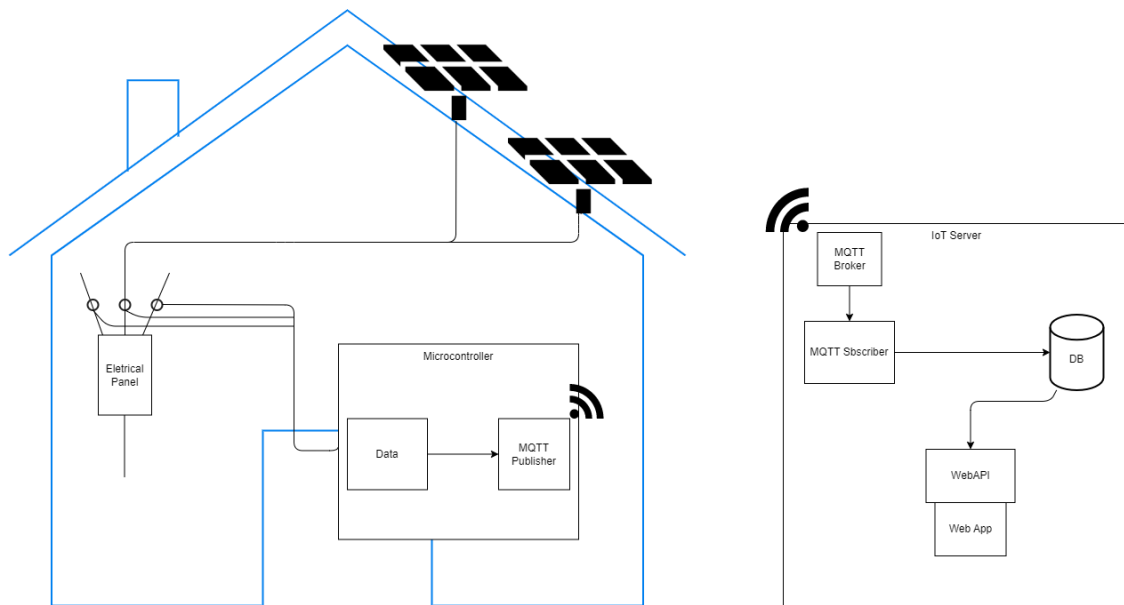 IoT Server
MQTT
Broker
Eletrical
Panel
Microcontroller
MQTT Sbscriber
DB
Data
MQTT
Publisher
WebAPI
Web App